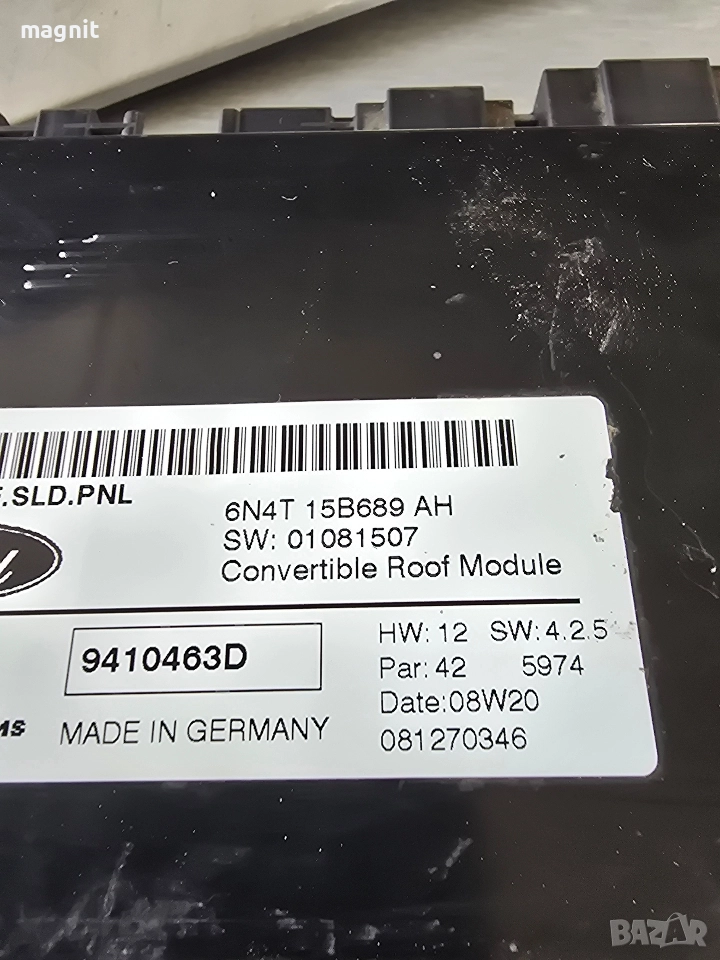 magnit
.SLD.PNL
6N4T 15B689 AH
SW: 01081507
Convertible Roof Module
9410463D
HW: 12 SW: 4.2.5
Par: 42 5974
Date:08W20
MADE IN GERMANY
081270346
BAZAR